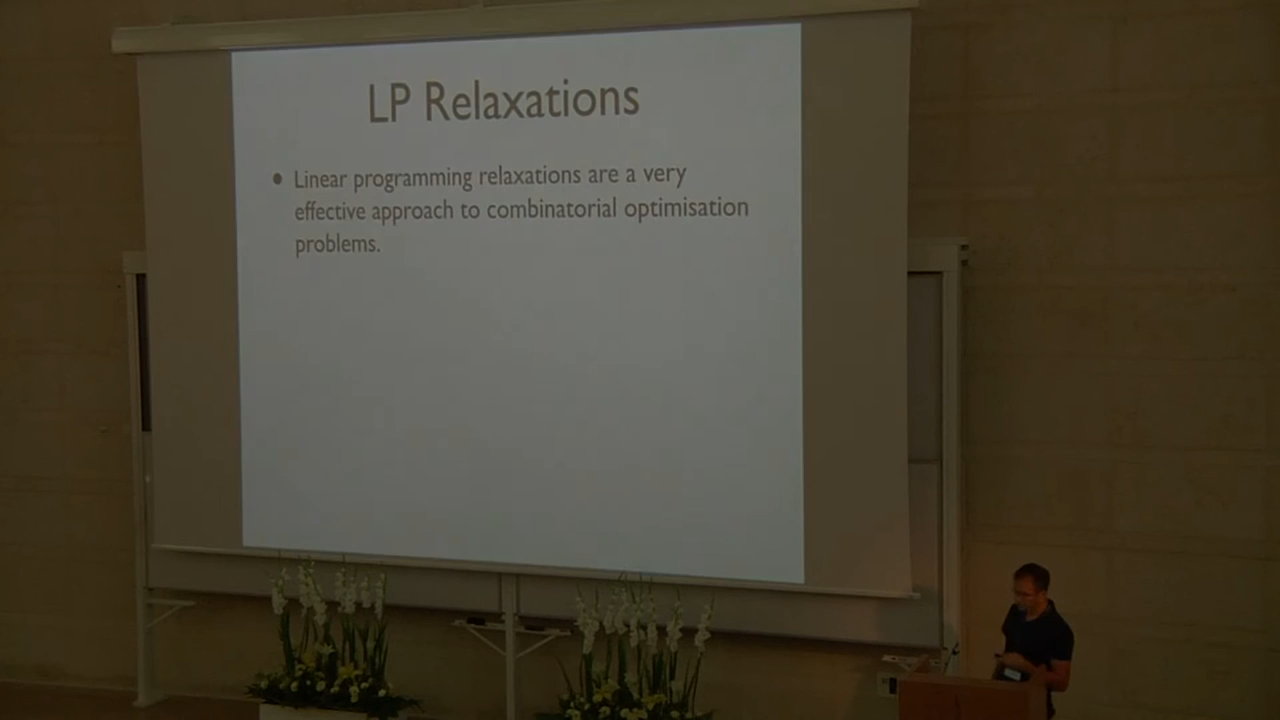 LP Relaxations
• Linear programming relaxations are a very
effective approach to combinatorial optimisation
problems.